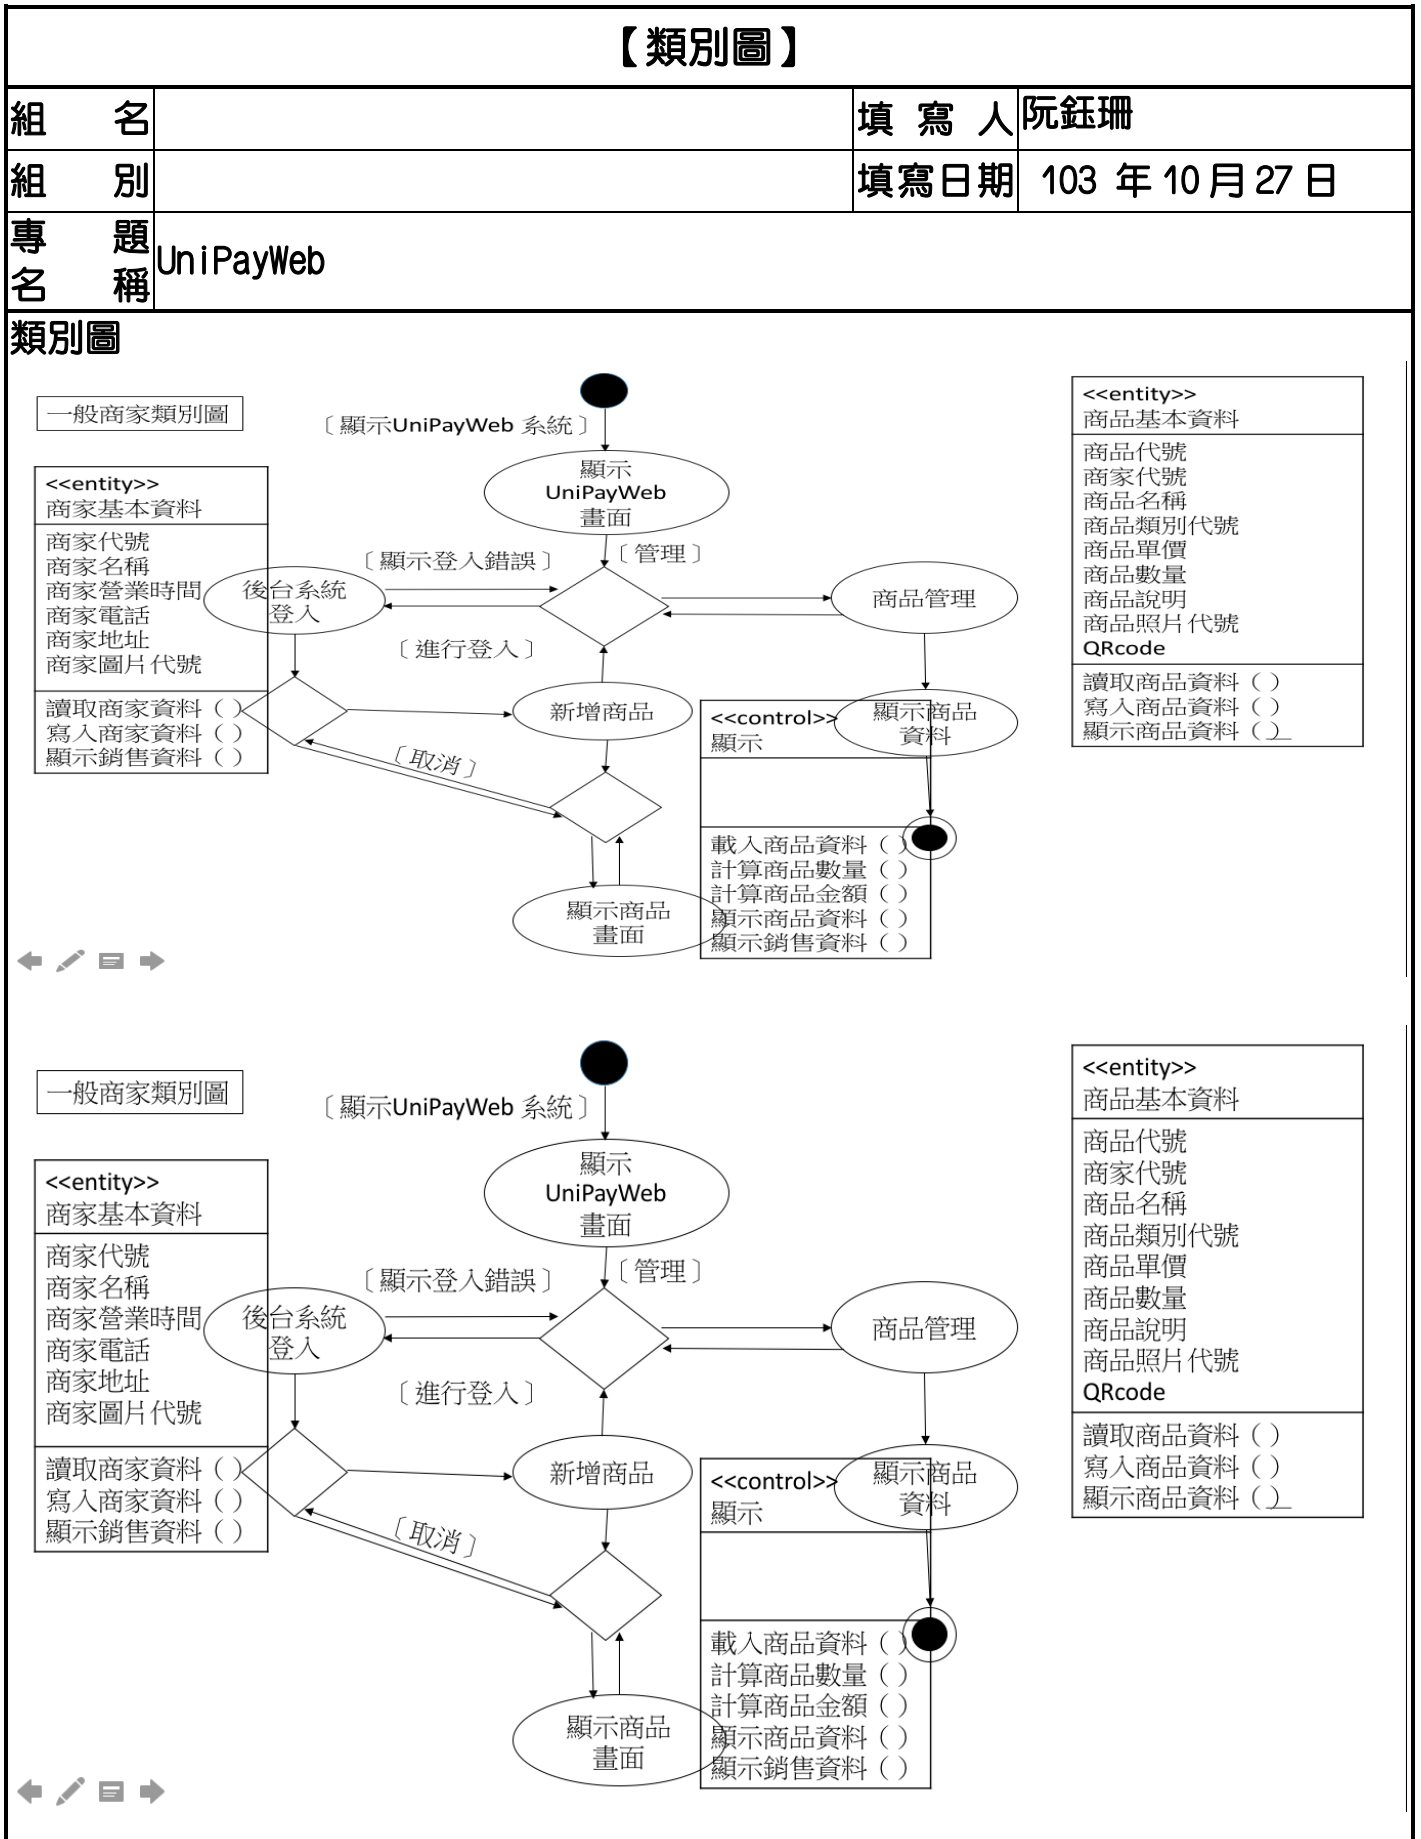 【類別圖】
組 名
填 寫 人
阮鈺珊
組 別
填寫日期
103 年 10 月 27 日
專 題
名 稱
UniPayWeb
類別圖
一般商家類別圖
〔顯示UniPayWeb 系統〕
<<entity>>
商品基本資料
商品代號
商家代號
商品名稱
商品類別代號
商品單價
商品數量
商品說明
商品照片代號
QRcode
讀取商品資料（）
寫入商品資料（）
顯示商品資料（）
<<entity>>
商家基本資料
商家代號
商家名稱
商家營業時間
商家電話
商家地址
商家圖片代號
讀取商家資料（）
寫入商家資料（）
顯示銷售資料（）
顯示
UniPayWeb
畫面
〔顯示登入錯誤〕
〔管理〕
後台系統
登入
商品管理
〔進行登入〕
新增商品
〔取消〕
<<control>>
顯示
載入商品資料（）
計算商品數量（）
計算商品金額（）
顯示商品資料（）
顯示銷售資料（）
顯示商品
資料
顯示商品
畫面
一般商家類別圖
〔顯示UniPayWeb 系統〕
<<entity>>
商品基本資料
商品代號
商家代號
商品名稱
商品類別代號
商品單價
商品數量
商品說明
商品照片代號
QRcode
讀取商品資料（）
寫入商品資料（）
顯示商品資料（）
<<entity>>
商家基本資料
商家代號
商家名稱
商家營業時間
商家電話
商家地址
商家圖片代號
讀取商家資料（）
寫入商家資料（）
顯示銷售資料（）
顯示
UniPayWeb
畫面
〔顯示登入錯誤〕
〔管理〕
後台系統
登入
商品管理
〔進行登入〕
新增商品
〔取消〕
<<control>>
顯示
載入商品資料（）
計算商品數量（）
計算商品金額（）
顯示商品資料（）
顯示銷售資料（）
顯示商品
資料
顯示商品
畫面